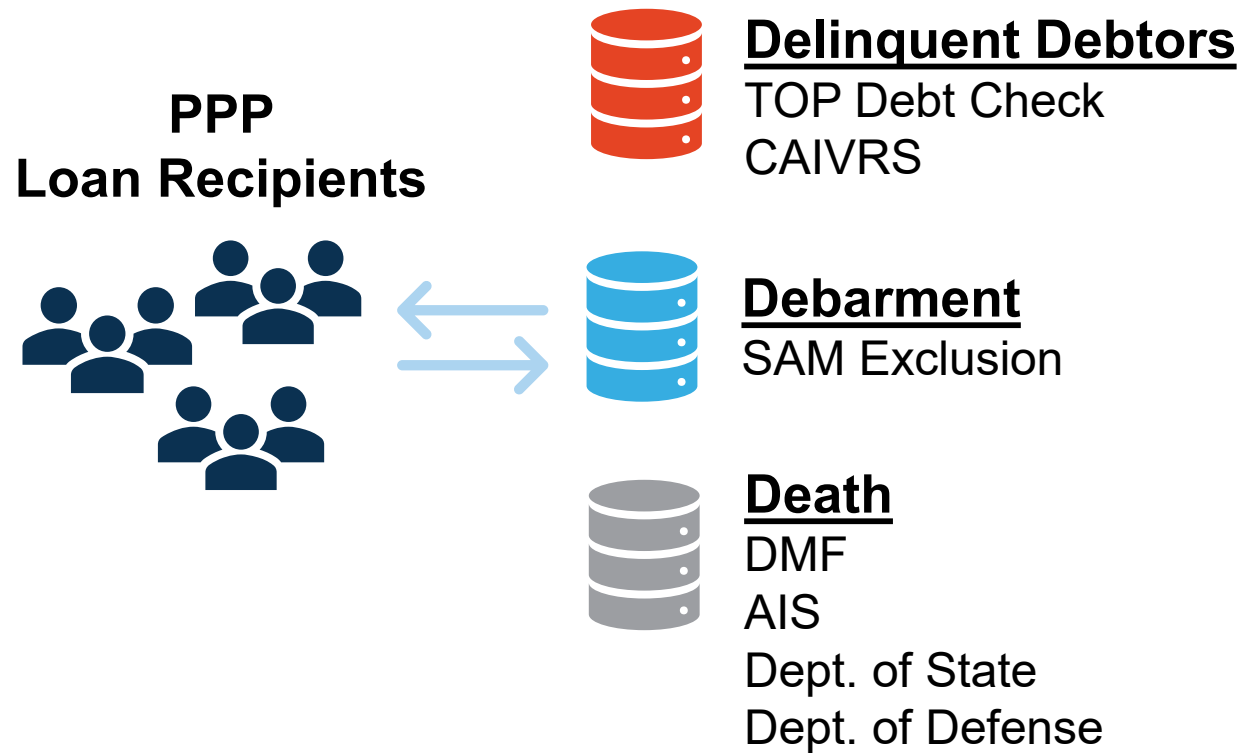 PPP
Loan Recipients
Delinquent Debtors
TOP Debt Check
CAIVRS
Debarment
SAM Exclusion
Death
DMF
AIS
Dept. of State
Dept. of Defense